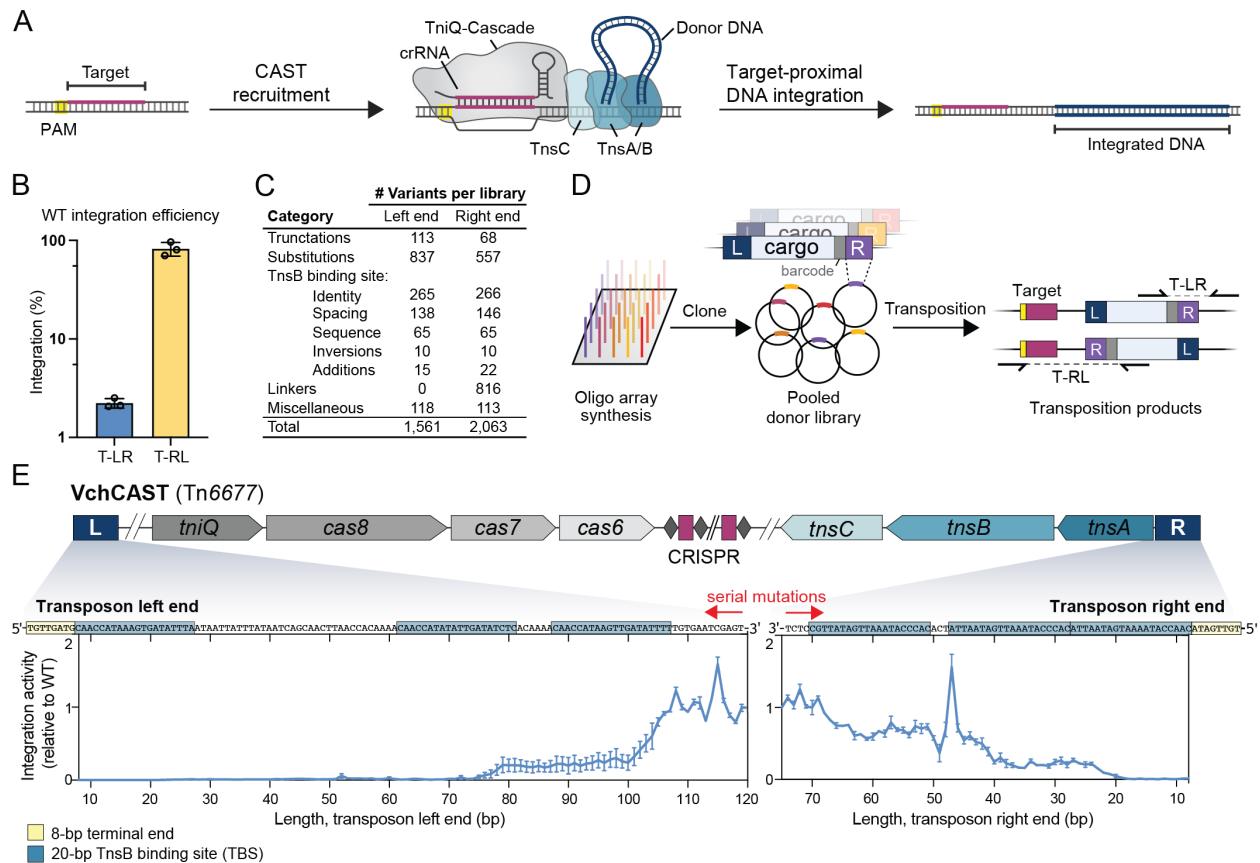 A
Target
PAM
CAST
recruitment
TniQ-Cascade
crRNA
Donor DNA
TnsC
TnsA/B
Target-proximal
DNA integration
Integrated DNA
B
WT integration efficiency
Integration (%)
100
10
1
T-LR
T-RL
C
# Variants per library
Category Left end Right end
Trunctations 113 68
Substitutions 837 557
TnsB binding site:
Identity 265 266
Spacing 138 146
Sequence 65 65
Inversions 10 10
Additions 15 22
Linkers 0 816
Miscellaneous 118 113
Total 1,561 2,063
D
Oligo array
synthesis
Clone
L cargo R
L cargo R
L cargo R
barcode
Pooled
donor library
Transposition
Target
T-LR
L R
R L
T-RL
Transposition products
E
VchCAST (Tn6677)
L tniQ cas8 cas7 cas6 tnsC tnsB tnsA R
CRISPR
serial mutations
Transposon left end
Transposon right end
5'-TGTTGATGCAACCATAAAGTGATATTTAATAATTATTTATAATCAGCAACTTAACCACAAAACAACCATATATTGATATCTCACAAAACAACCATAAGTTGATATTTTTGTGAATCGAGT-3'
3'-TCTCCGTTATAGTTAAATACCCACACTATTAATAGTTAAATACCCACATTAATAGTAAAATACCAACATAGTTGT-5'
Integration activity
(relative to WT)
2
1
0
10 20 30 40 50 60 70 80 90 100 110 120
Length, transposon left end (bp)
2
1
0
70 60 50 40 30 20 10
Length, transposon right end (bp)
8-bp terminal end
20-bp TnsB binding site (TBS)